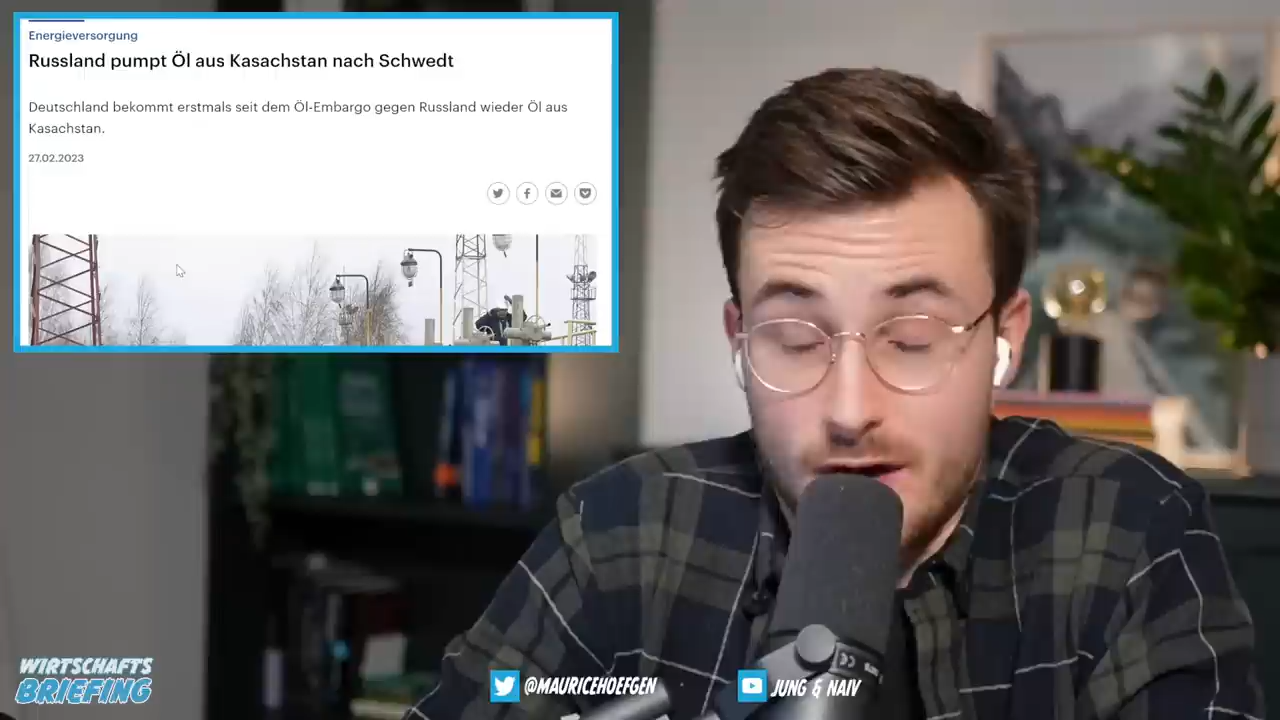 Energieversorgung
Russland pumpt Öl aus Kasachstan nach Schwedt
Deutschland bekommt erstmals seit dem Öl-Embargo gegen Russland wieder Öl aus
Kasachstan.
27.02.2023
WIRTSCHAFTS
BRIEFING
@MAURICEHOEFGEN
JUNG & NAIV